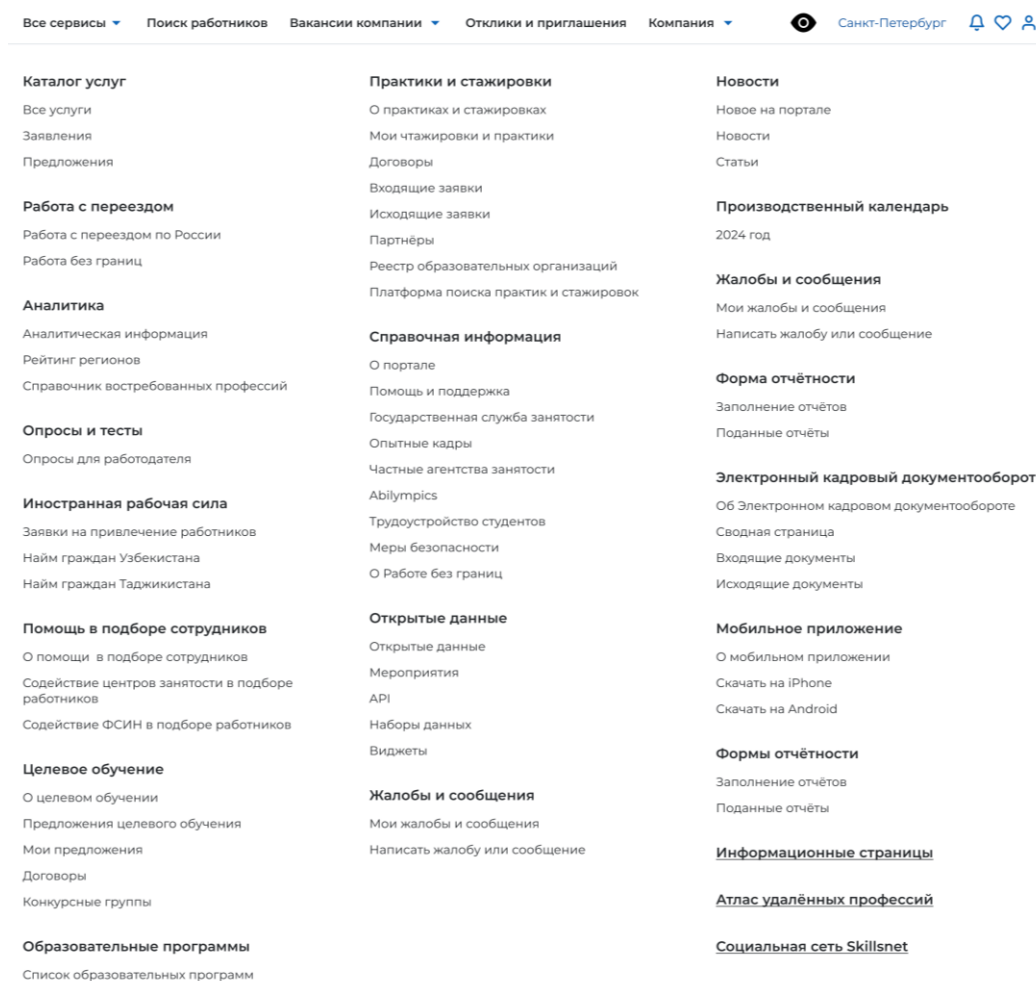 Все сервисы
Поиск работников
Вакансии компании
Отклики и приглашения
Компания
Санкт-Петербург
Каталог услуг
Все услуги
Заявления
Предложения
Работа с переездом
Работа с переездом по России
Работа без границ
Аналитика
Аналитическая информация
Рейтинг регионов
Справочник востребованных профессий
Опросы и тесты
Опросы для работодателя
Иностранная рабочая сила
Заявки на привлечение работников
Найм граждан Узбекистана
Найм граждан Таджикистана
Помощь в подборе сотрудников
О помощи  в подборе сотрудников
Содействие центров занятости в подборе
работников
Содействие ФСИН в подборе работников
Целевое обучение
О целевом обучении
Предложения целевого обучения
Мои предложения
Договоры
Конкурсные группы
Образовательные программы
Список образовательных программ
Практики и стажировки
О практиках и стажировках
Мои чтажировки и практики
Договоры
Входящие заявки
Исходящие заявки
Партнёры
Реестр образовательных организаций
Платформа поиска практик и стажировок
Справочная информация
О портале
Помощь и поддержка
Государственная служба занятости
Опытные кадры
Частные агентства занятости
Abilympics
Трудоустройство студентов
Меры безопасности
О Работе без границ
Открытые данные
Открытые данные
Мероприятия
API
Наборы данных
Виджеты
Жалобы и сообщения
Мои жалобы и сообщения
Написать жалобу или сообщение
Новости
Новое на портале
Новости
Статьи
Производственный календарь
2024 год
Жалобы и сообщения
Мои жалобы и сообщения
Написать жалобу или сообщение
Форма отчётности
Заполнение отчётов
Поданные отчёты
Электронный кадровый документооборот
Об Электронном кадровом документообороте
Сводная страница
Входящие документы
Исходящие документы
Мобильное приложение
О мобильном приложении
Скачать на iPhone
Скачать на Android
Формы отчётности
Заполнение отчётов
Поданные отчёты
Информационные страницы
Атлас удалённых профессий
Социальная сеть Skillsnet